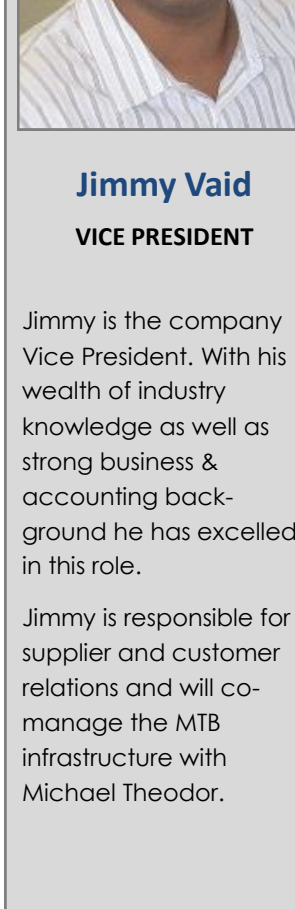 Jimmy Vaid
VICE PRESIDENT
Jimmy is the company
Vice President. With his
wealth of industry
knowledge as well as
strong business &
accounting back-
ground he has excelled
in this role.
Jimmy is responsible for
supplier and customer
relations and will co-
manage the MTB
infrastructure with
Michael Theodor.